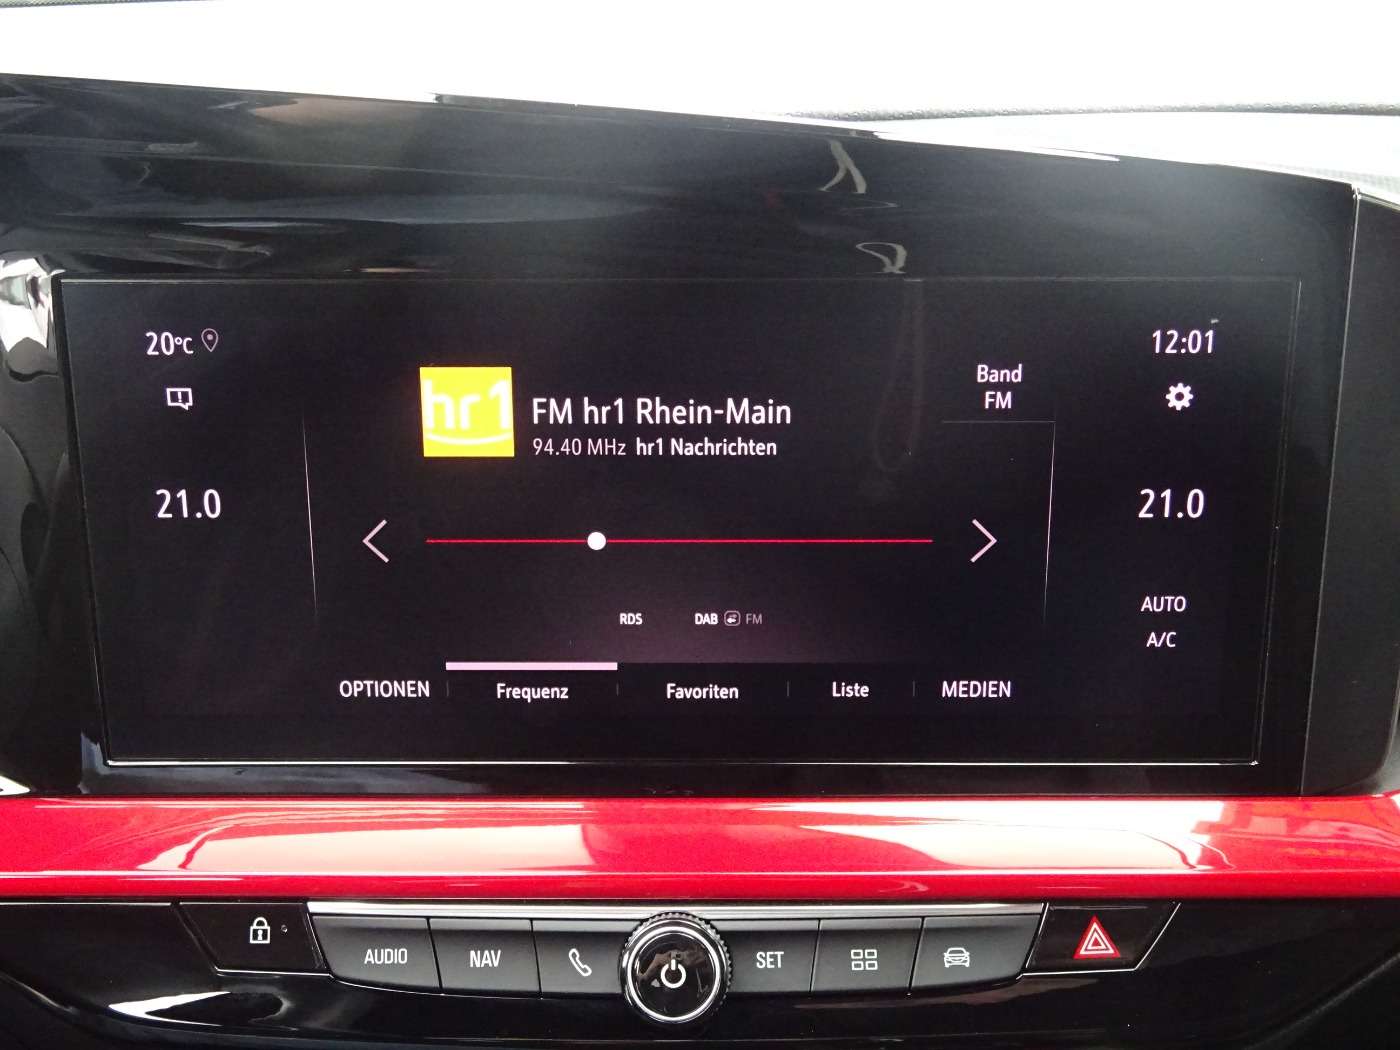 20°C
12:01
hr1
FM hr1 Rhein-Main
94.40 MHz hr1 Nachrichten
Band
FM
21.0
21.0
RDS
DAB FM
AUTO
A/C
OPTIONEN
Frequenz
Favoriten
Liste
MEDIEN
AUDIO
NAV
SET